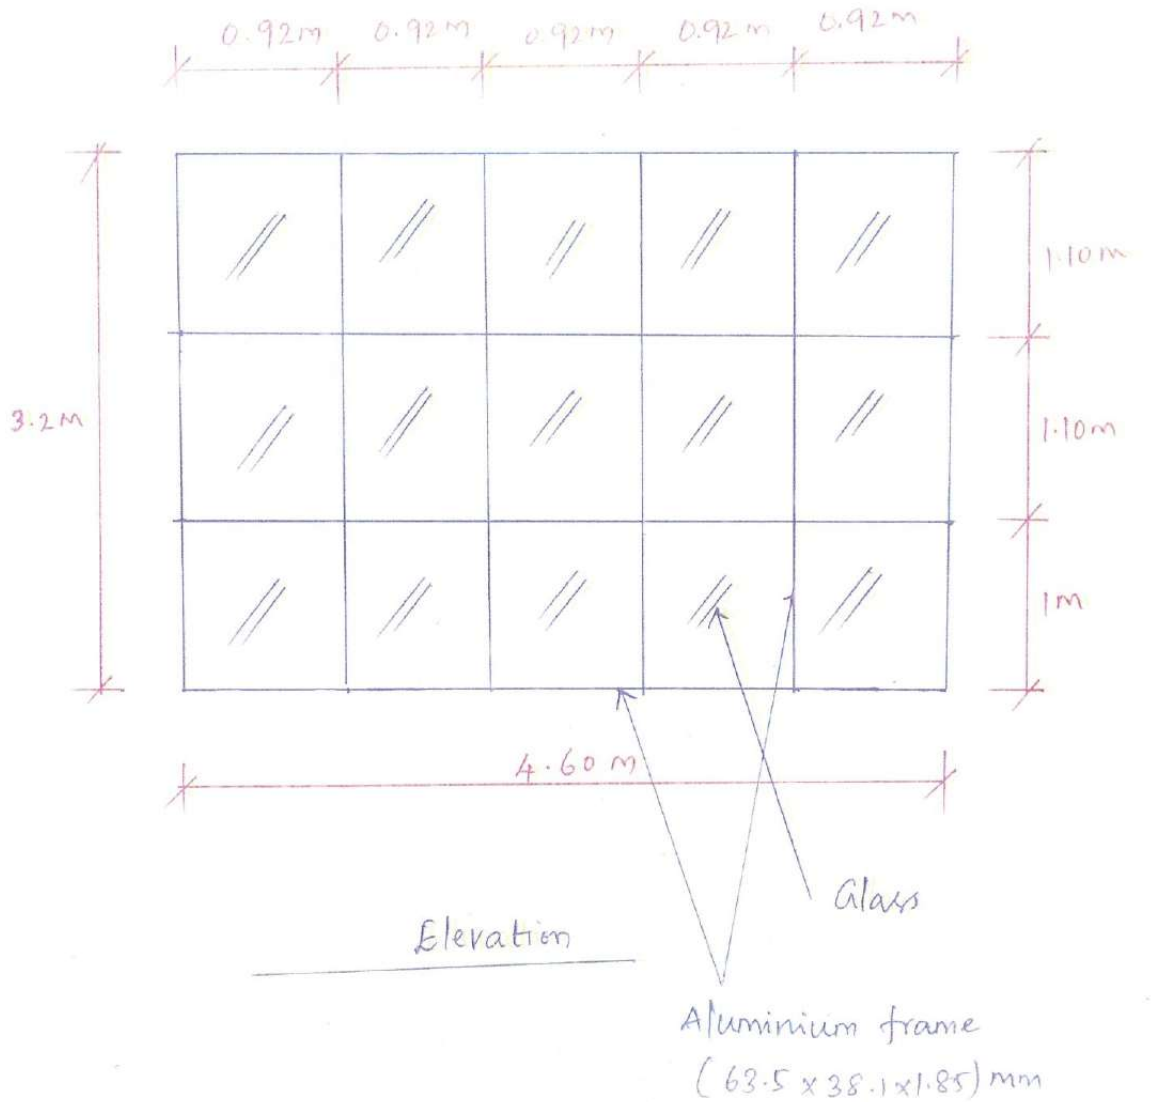 0.92m 0.92m 0.92m 0.92m 0.92m
1.10m
3.2m
1.10m
1m
4.60m
Glass
Elevation
Aluminium frame
(63.5 x 38.1 x 1.85) mm